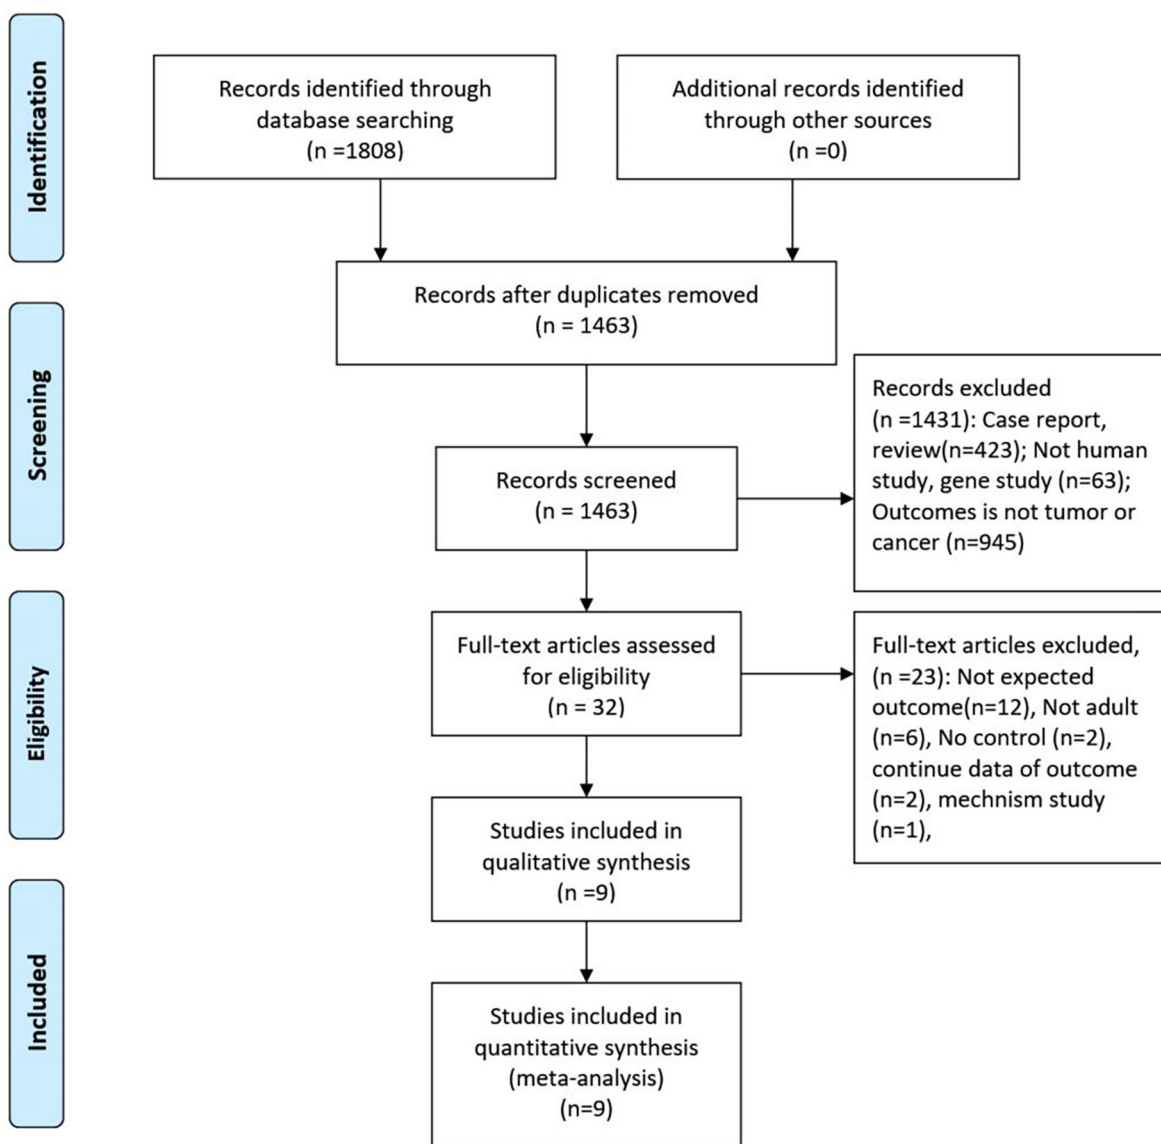 Identification
Records identified through
database searching
(n =1808)
Additional records identified
through other sources
(n =0)
Records after duplicates removed
(n = 1463)
Screening
Records screened
(n = 1463)
Records excluded
(n =1431): Case report,
review(n=423); Not human
study, gene study (n=63);
Outcomes is not tumor or
cancer (n=945)
Eligibility
Full-text articles assessed
for eligibility
(n = 32)
Full-text articles excluded,
(n =23): Not expected
outcome(n=12), Not adult
(n=6), No control (n=2),
continue data of outcome
(n=2), mechnism study
(n=1),
Studies included in
qualitative synthesis
(n =9)
Included
Studies included in
quantitative synthesis
(meta-analysis)
(n=9)